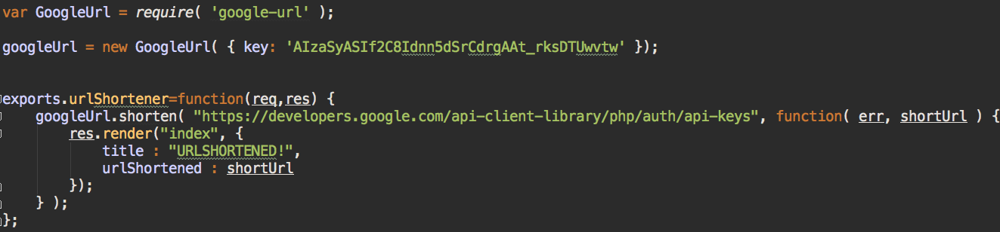 var GoogleUrl = require( 'google-url' );
googleUrl = new GoogleUrl( { key: 'AIzaSyASIf2C8Idnn5dSrCdrgAAt_rksDTUwvtw' });
exports.urlShortener=function(req,res) {
googleUrl.shorten( "https://developers.google.com/api-client-library/php/auth/api-keys", function( err, shortUrl ) {
res.render("index", {
title : "URLSHORTENED!",
urlShortened : shortUrl
});
} );
};